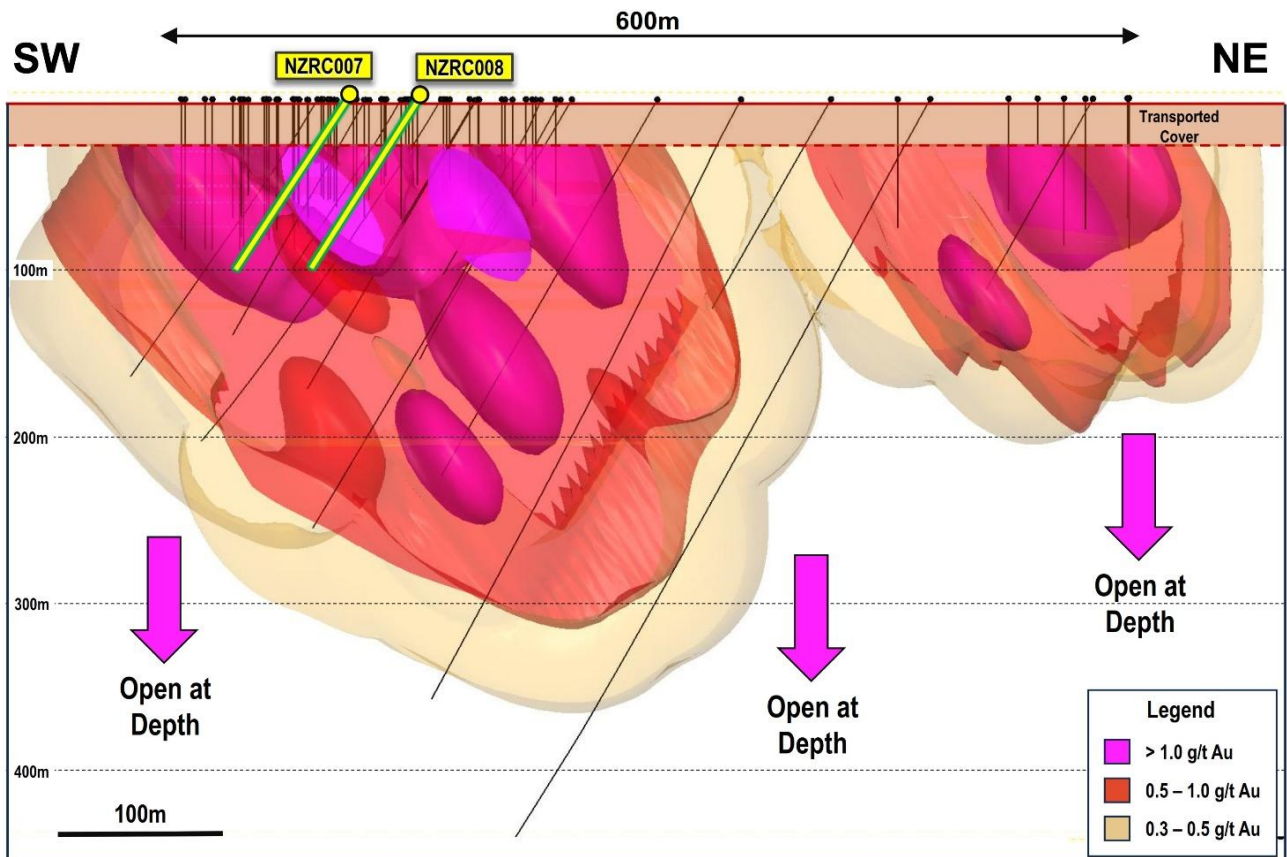 600m
SW
NE
NZRC007
NZRC008
Transported
Cover
100m
200m
300m
400m
Open at
Depth
Open at
Depth
Open at
Depth
100m
Legend
> 1.0 g/t Au
0.5 – 1.0 g/t Au
0.3 – 0.5 g/t Au